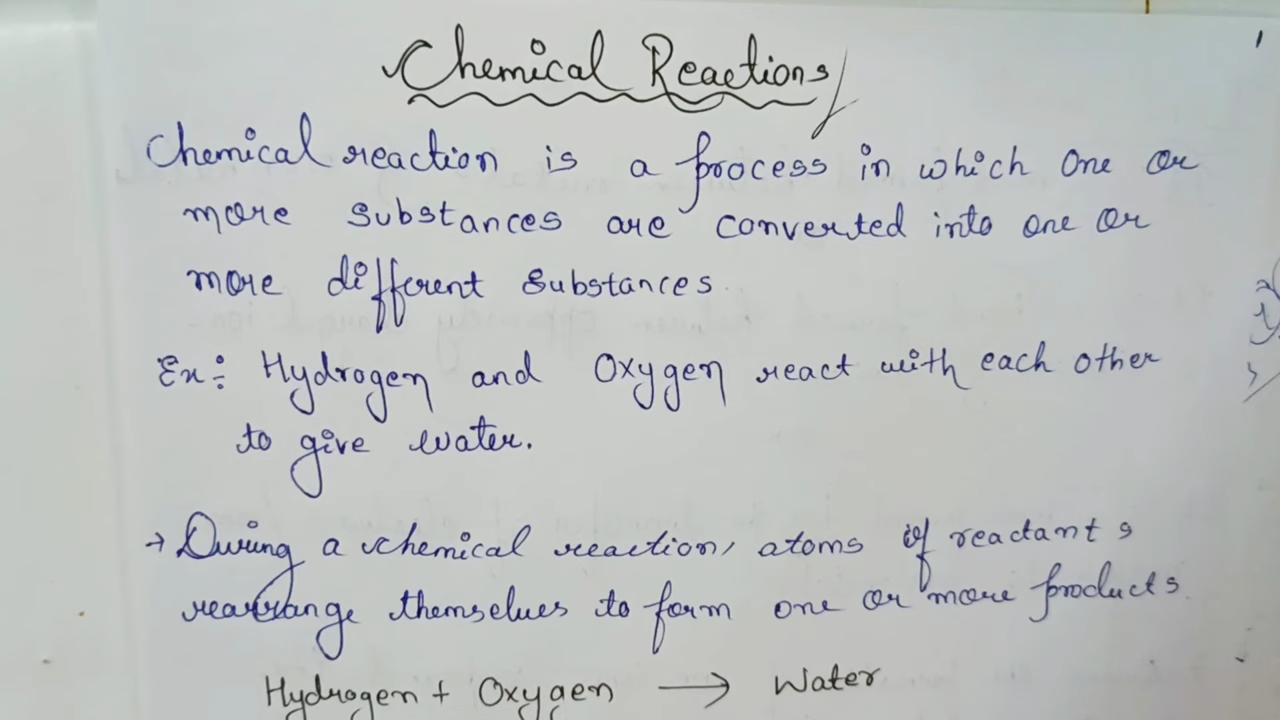 Chemical Reactions
Chemical reaction is a process in which one or
more substances are converted into one or
more different substances.
Ex: Hydrogen and Oxygen react with each other
to give water.
→ During a chemical reaction, atoms of reactants
rearrange themselves to form one or more products.
Hydrogen + Oxygen → Water